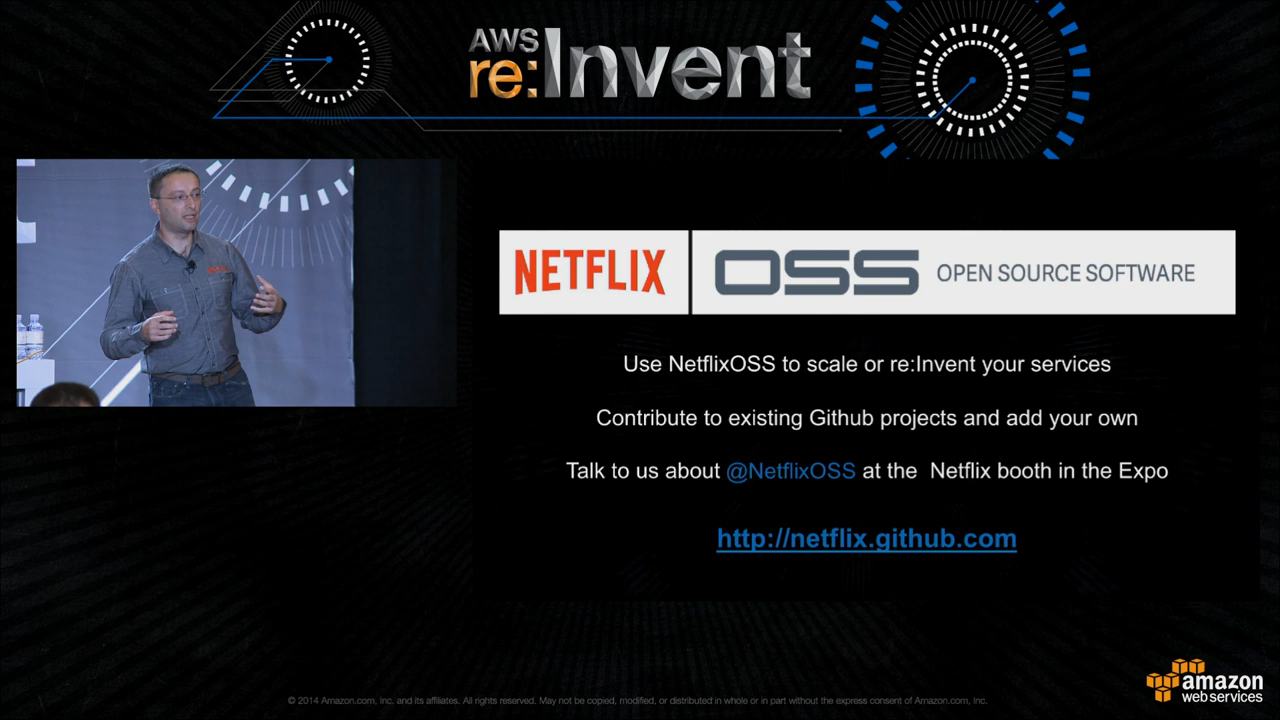 AWS
re:Invent
NETFLIX OSS OPEN SOURCE SOFTWARE
Use NetflixOSS to scale or re:Invent your services
Contribute to existing Github projects and add your own
Talk to us about @NetflixOSS at the Netflix booth in the Expo
http://netflix.github.com
amazon
web services
© 2014 Amazon.com, Inc. and its affiliates. All rights reserved. May not be copied, modified, or distributed in whole or in part without the express consent of Amazon.com, Inc.